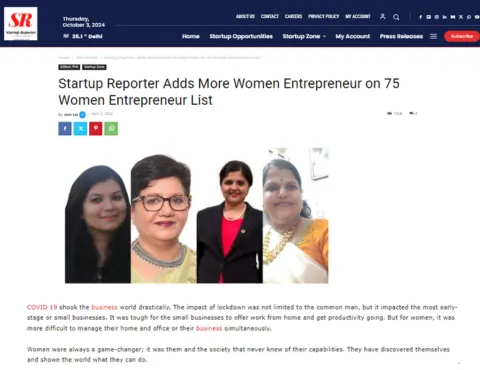 SR
Startup Reporter
Thursday,
October 3, 2024
35.1 ° Delhi
ABOUT US CONTACT US CAREERS PRIVACY POLICY MY ACCOUNT
Home Startup Opportunities Startup Zone My Account Press Releases
Subscribe
Editors Pick Startup Zone
Startup Reporter Adds More Women Entrepreneur on 75
Women Entrepreneur List
By
COVID 19 shook the business world drastically. The impact of lockdown was not limited to the common man, but it impacted the most early-
stage or small businesses. It was tough for the small businesses to offer work from home and get productivity going. But for women, it was
more difficult to manage their home and office or their business simultaneously.
Women were always a game-changer; it was them and the society that never knew of their capabilities. They have discovered themselves
and shown the world what they can do.